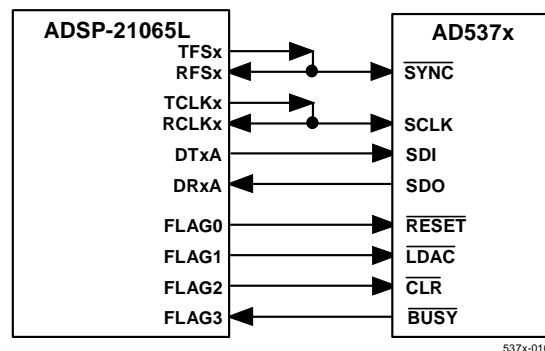 ADSP-21065L
AD537x
TFSx
RFSx
SYNC
TCLKx
RCLKx
SCLK
DTxA
SDI
DRxA
SDO
FLAG0
RESET
FLAG1
LDAC
FLAG2
CLR
FLAG3
BUSY